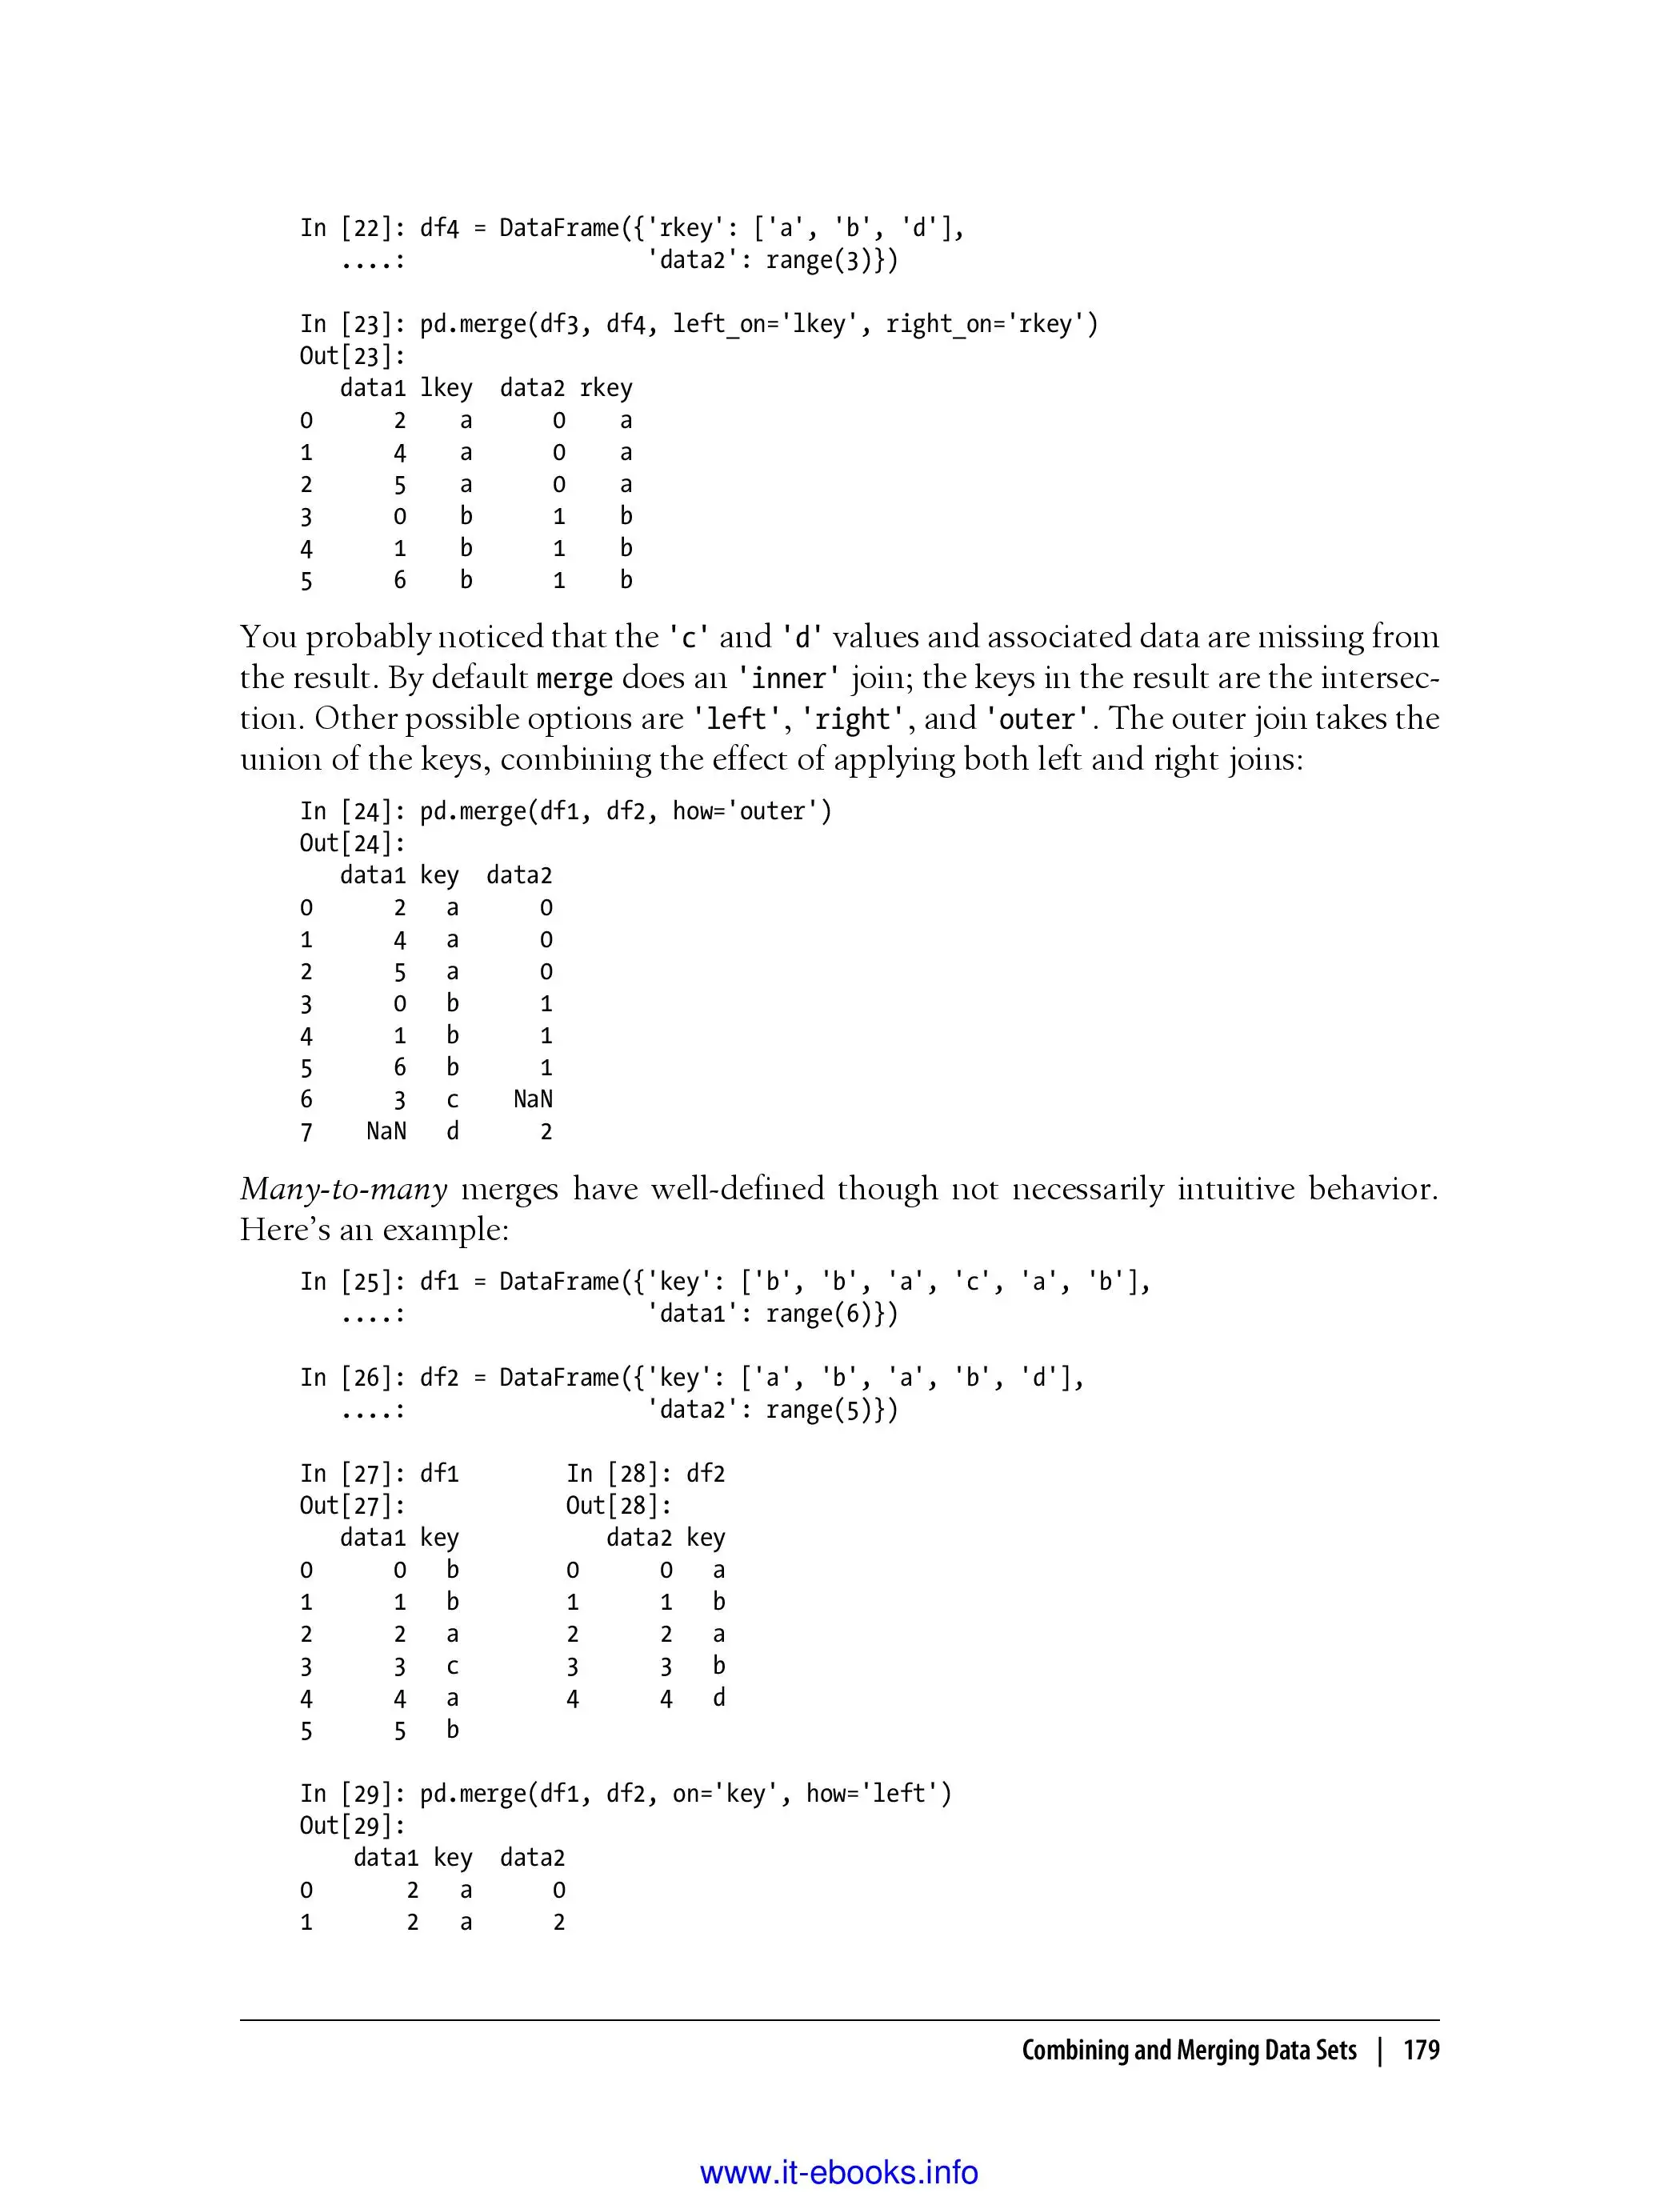 In [22]: df4 = DataFrame({'rkey': ['a', 'b', 'd'],
   ....:                  'data2': range(3)})

In [23]: pd.merge(df3, df4, left_on='lkey', right_on='rkey')
Out[23]:
   data1 lkey  data2 rkey
0      2    a      0    a
1      4    a      0    a
2      5    a      0    a
3      0    b      1    b
4      1    b      1    b
5      6    b      1    b
You probably noticed that the 'c' and 'd' values and associated data are missing from
the result. By default merge does an 'inner' join; the keys in the result are the intersec-
tion. Other possible options are 'left', 'right', and 'outer'. The outer join takes the
union of the keys, combining the effect of applying both left and right joins:
In [24]: pd.merge(df1, df2, how='outer')
Out[24]:
   data1 key  data2
0      2   a      0
1      4   a      0
2      5   a      0
3      0   b      1
4      1   b      1
5      6   b      1
6      3   c    NaN
7    NaN   d      2
Many-to-many merges have well-defined though not necessarily intuitive behavior.
Here's an example:
In [25]: df1 = DataFrame({'key': ['b', 'b', 'a', 'c', 'a', 'b'],
   ....:                  'data1': range(6)})

In [26]: df2 = DataFrame({'key': ['a', 'b', 'a', 'b', 'd'],
   ....:                  'data2': range(5)})

In [27]: df1        In [28]: df2
Out[27]:            Out[28]:
   data1 key           data2 key
0      0   b        0      0   a
1      1   b        1      1   b
2      2   a        2      2   a
3      3   c        3      3   b
4      4   a        4      4   d
5      5   b

In [29]: pd.merge(df1, df2, on='key', how='left')
Out[29]:
    data1 key  data2
0       2   a      0
1       2   a      2
Combining and Merging Data Sets | 179
www.it-ebooks.info